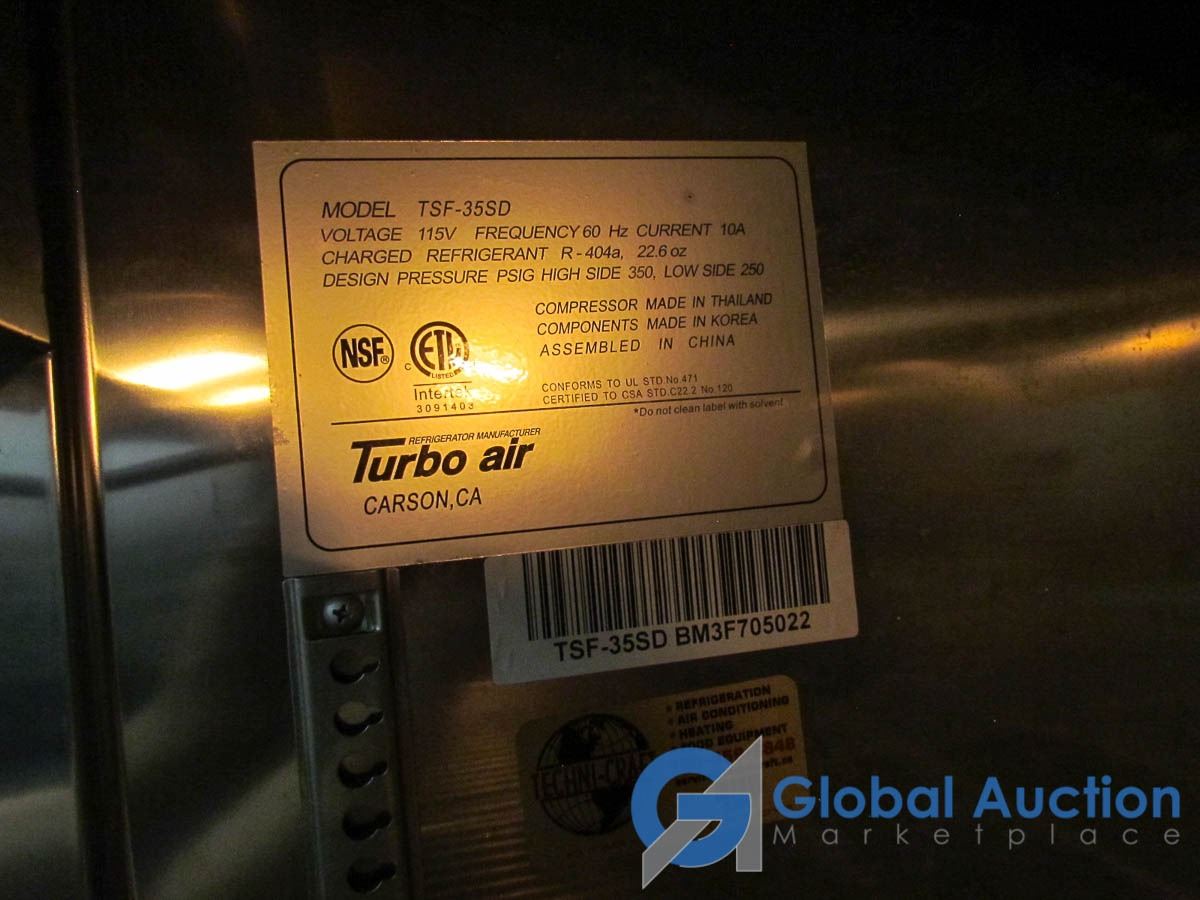 MODEL TSF-35SD
VOLTAGE 115V FREQUENCY 60 Hz CURRENT 10A
CHARGED REFRIGERANT R-404a, 22.6 oz
DESIGN PRESSURE PSIG HIGH SIDE 350, LOW SIDE 250
COMPRESSOR MADE IN THAILAND
COMPONENTS MADE IN KOREA
ASSEMBLED IN CHINA
NSF®
C ETL
LISTED
Intertek
3091403
CONFORMS TO UL STD.No.471
CERTIFIED TO CSA STD.C22.2 No.120
*Do not clean label with solvent
REFRIGERATOR MANUFACTURER
Turbo air
CARSON,CA
TSF-35SD BM3F705022
REFRIGERATION
AIR CONDITIONING
HEATING
FOOD EQUIPMENT
TECHNI-CRAFT
Global Auction
Marketplace